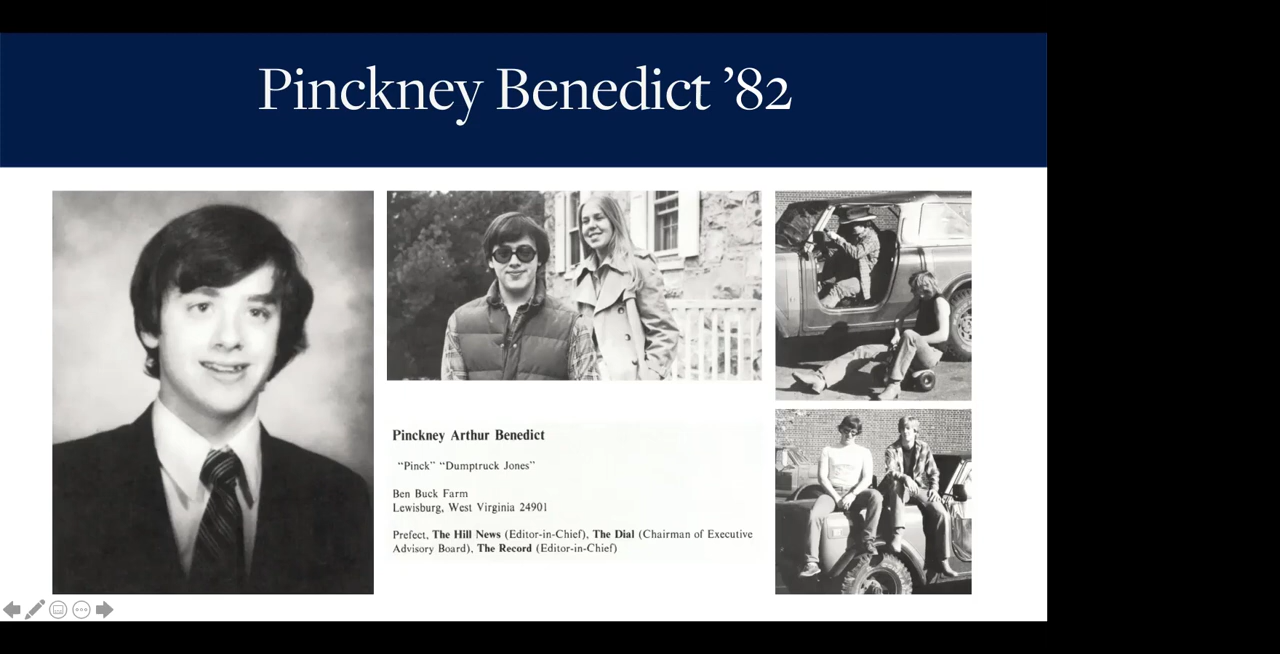 Pinckney Benedict ’82
Pinckney Arthur Benedict
“Pinck” “Dumptruck Jones”
Ben Buck Farm
Lewisburg, West Virginia 24901
Prefect, The Hill News (Editor-in-Chief), The Dial (Chairman of Executive
Advisory Board), The Record (Editor-in-Chief)